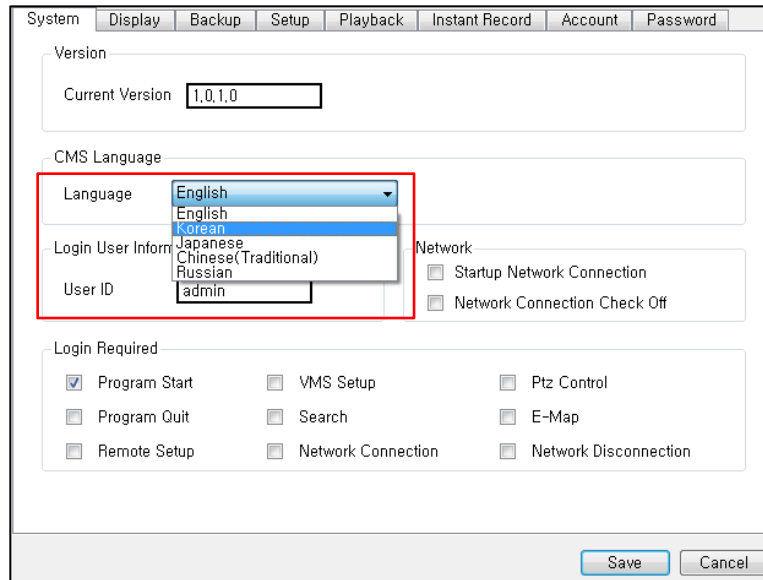 System Display Backup Setup Playback Instant Record Account Password
Version
Current Version 1,0,1,0
CMS Language
Language English
English
Korean
Japanese
Chinese(Traditional)
Russian
Login User Inform
User ID admin
Network
Startup Network Connection
Network Connection Check Off
Login Required
Program Start VMS Setup Ptz Control
Program Quit Search E-Map
Remote Setup Network Connection Network Disconnection
Save Cancel